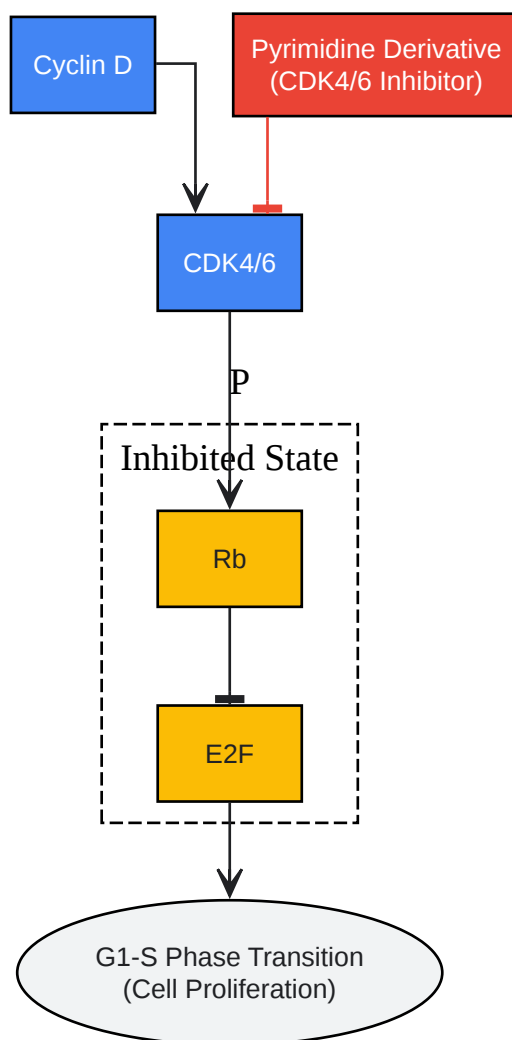 Cyclin D
Pyrimidine Derivative
(CDK4/6 Inhibitor)
CDK4/6
P
Inhibited State
Rb
E2F
G1-S Phase Transition
(Cell Proliferation)